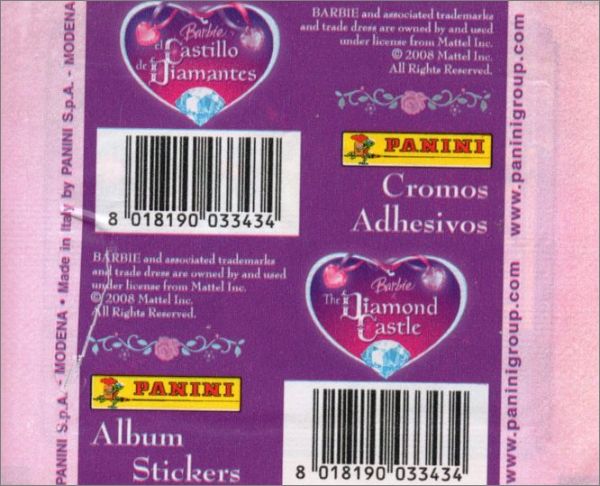 Barbie
el Castillo
de Diamantes
8 018190 033434
BARBIE and associated trademarks
and trade dress are owned by and used
under license from Mattel Inc.
© 2008 Mattel Inc.
All Rights Reserved.
PANINI
Cromos
Adhesivos
BARBIE and associated trademarks
and trade dress are owned by and used
under license from Mattel Inc.
© 2008 Mattel Inc.
All Rights Reserved.
PANINI
Album
Stickers
Barbie
&
The Diamond
Castle
8 018190 033434
PANINI S.p.A. - MODENA • Made in Italy by PANINI S.p.A. - MODENA
www.paninigroup.com
www.paninigroup.com